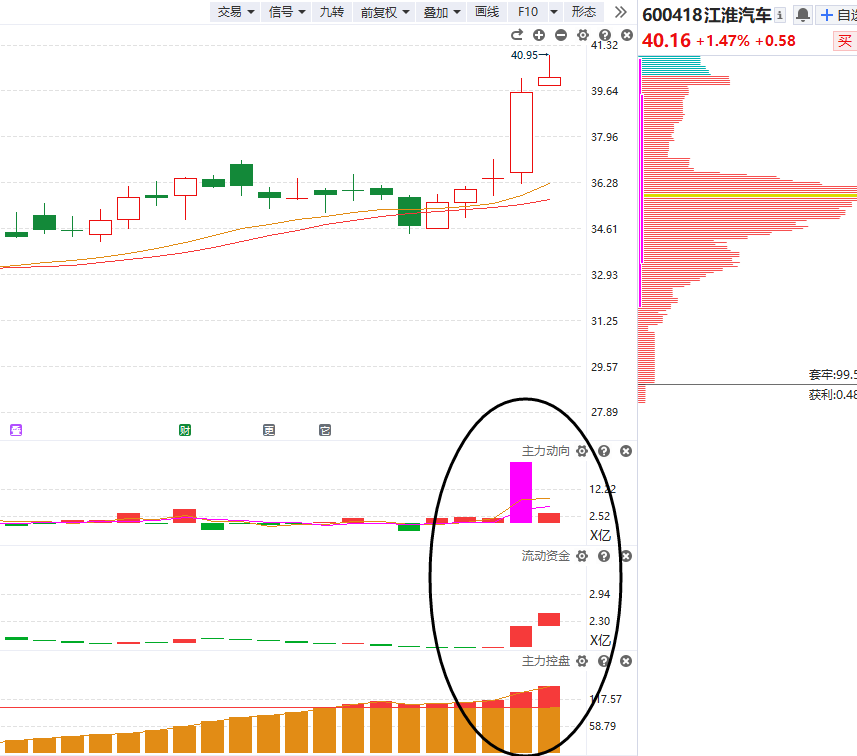 交易 信号 九转 前复权 叠加 画线 F10 形态
600418江淮汽车 自选
40.16 +1.47% +0.58 买
41.32
40.95→
39.64
37.96
36.28
34.61
32.93
31.25
29.57
27.89
套牢:99.5
获利:0.48
财 更 它
主力动向
12.22
2.52
X亿
流动资金
2.94
2.30
X亿
主力控盘
117.57
58.79